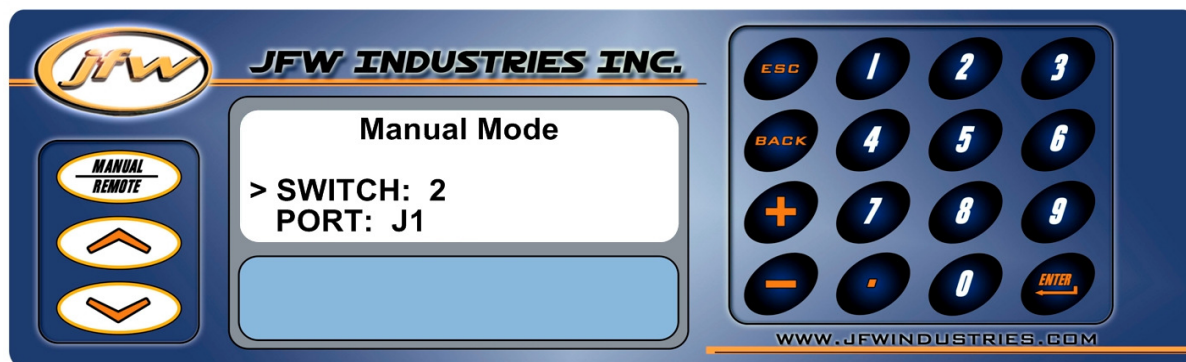 jfw
JFW INDUSTRIES INC.
MANUAL
REMOTE
Manual Mode
> SWITCH: 2
PORT: J1
ESC 1 2 3
BACK 4 5 6
+ 7 8 9
- . 0 ENTER
WWW.JFWINDUSTRIES.COM